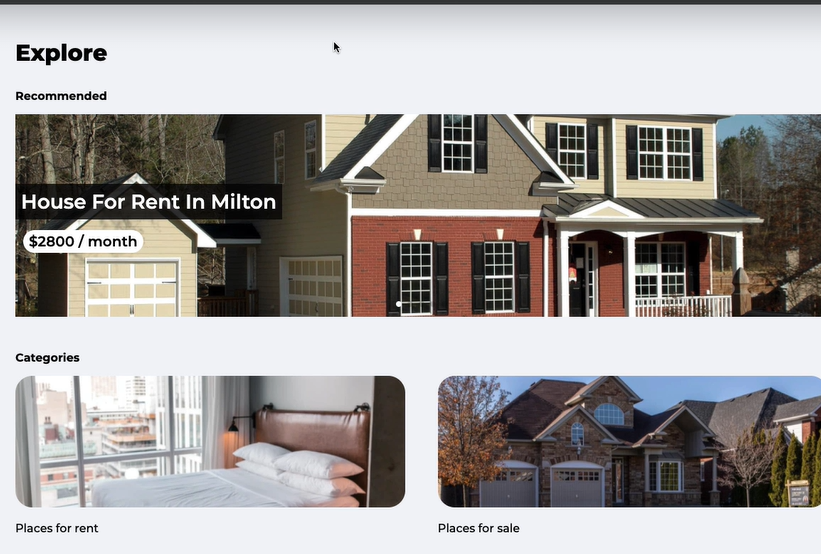 Explore
Recommended
House For Rent In Milton
$2800 / month
Categories
Places for rent
Places for sale